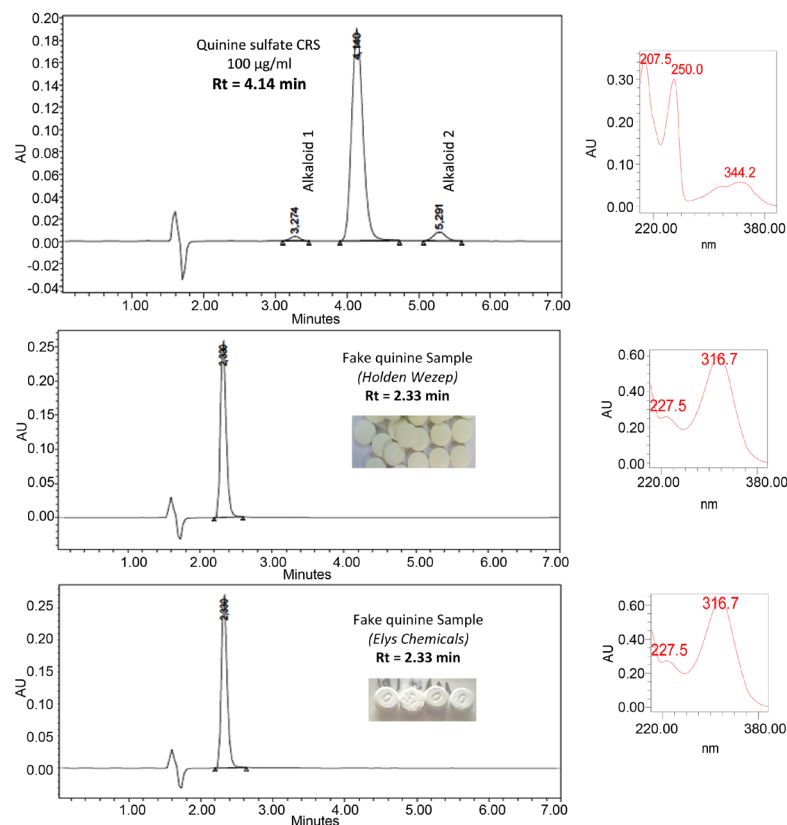 0.20
0.18
0.16
0.14
0.12
0.10
0.08
0.06
0.04
0.02
0.00
-0.02
-0.04
AU
Quinine sulfate CRS
100 µg/ml
Rt = 4.14 min
Alkaloid 1
3,274
4,140
Alkaloid 2
5,291
1.00 2.00 3.00 4.00 5.00 6.00 7.00
Minutes
207.5
250.0
344.2
0.30
0.20
0.10
0.00
AU
220.00 380.00
nm
0.25
0.20
0.15
0.10
0.05
0.00
AU
2,330
Fake quinine Sample
(Holden Wezep)
Rt = 2.33 min
1.00 2.00 3.00 4.00 5.00 6.00 7.00
Minutes
0.60
0.40
0.20
0.00
AU
227.5
316.7
220.00 380.00
nm
0.25
0.20
0.15
0.10
0.05
0.00
AU
2,330
Fake quinine Sample
(Elys Chemicals)
Rt = 2.33 min
1.00 2.00 3.00 4.00 5.00 6.00 7.00
Minutes
0.60
0.40
0.20
0.00
AU
227.5
316.7
220.00 380.00
nm